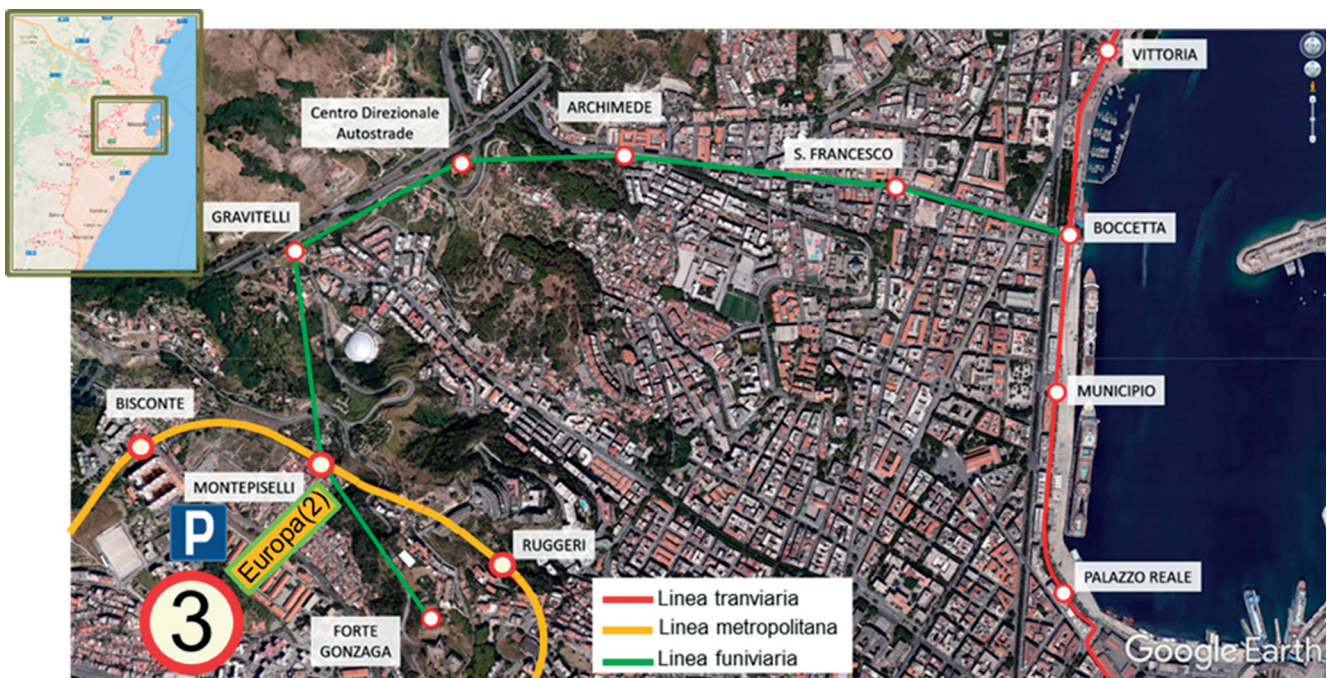 VITTORIA
ARCHIMEDE
Centro Direzionale
Autostrade
S. FRANCESCO
GRAVITELLI
BOCCETTA
MUNICIPIO
BISCONTE
MONTEPISELLI
P
Europa(2)
RUGGERI
3
PALAZZO REALE
FORTE
GONZAGA
Linea tranviaria
Linea metropolitana
Linea funiviaria
Google Earth